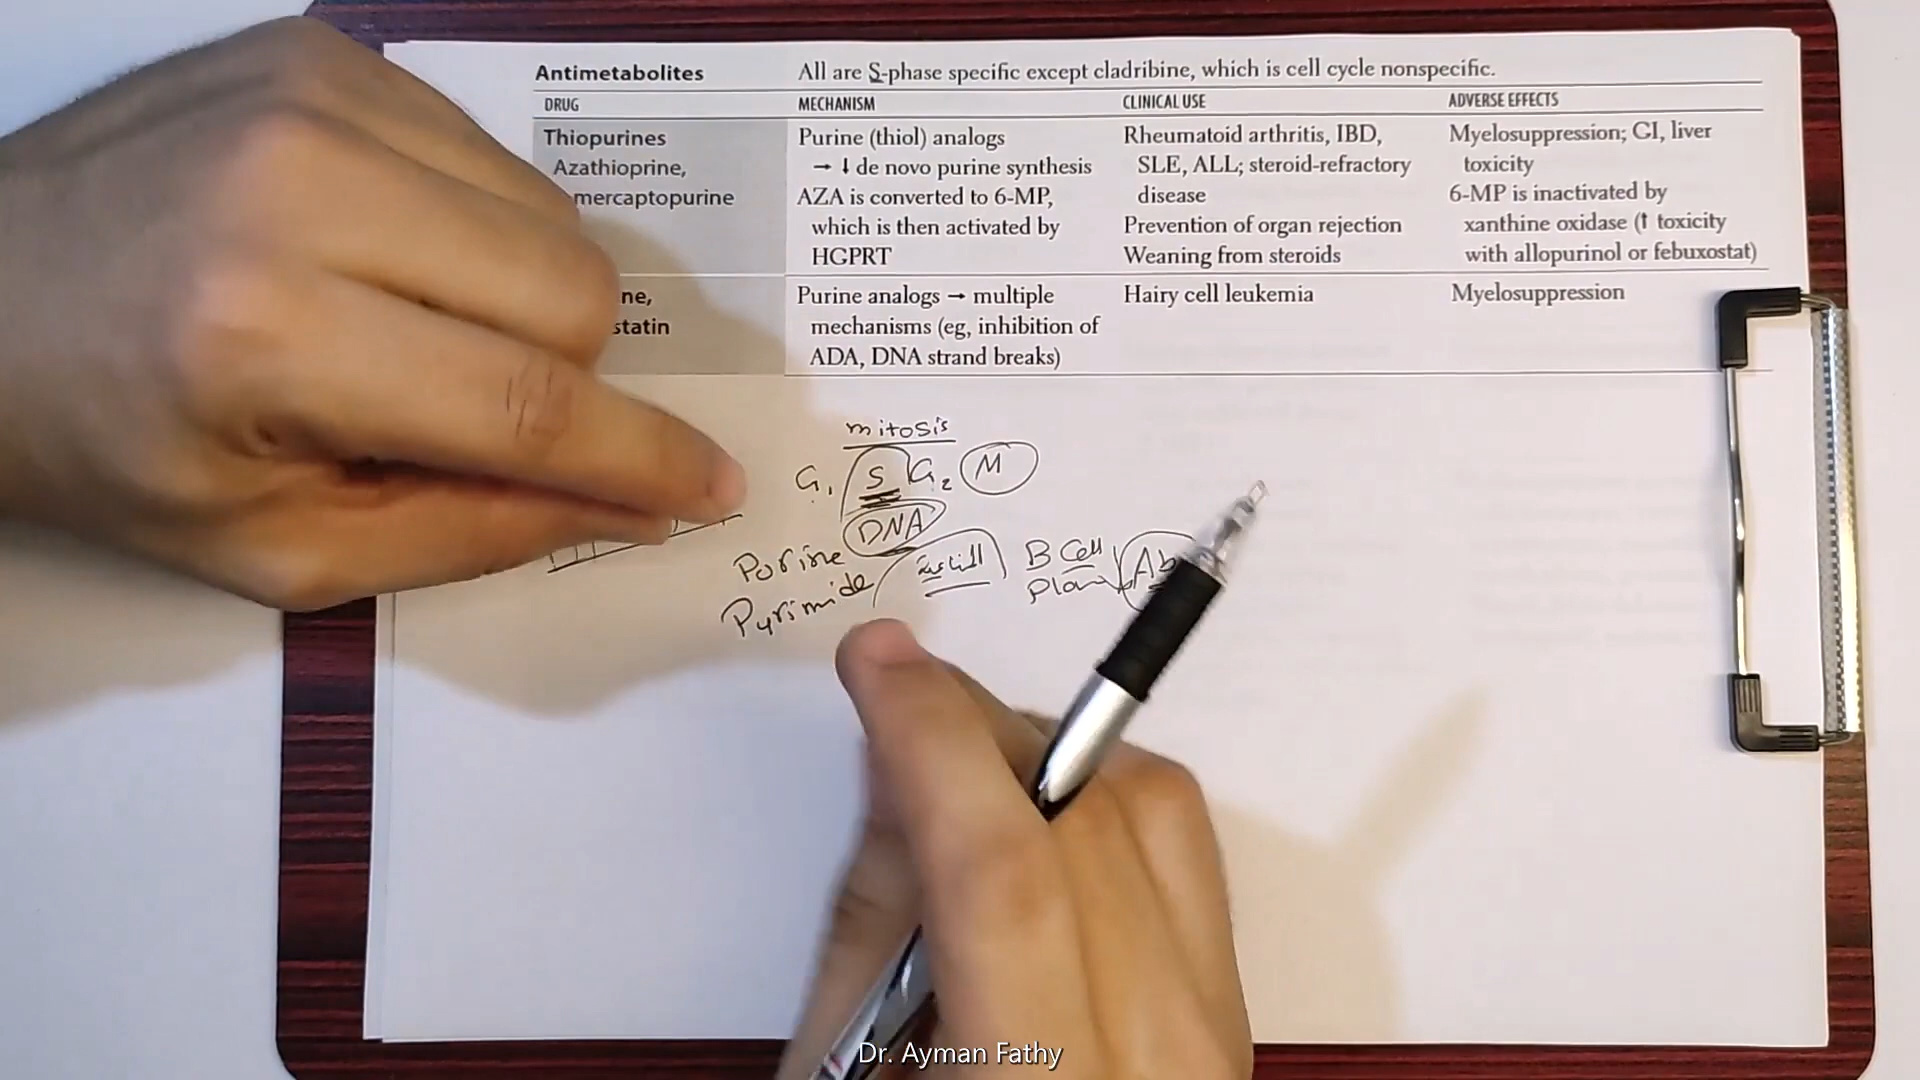 Antimetabolites All are S-phase specific except cladribine, which is cell cycle nonspecific.
DRUG MECHANISM CLINICAL USE ADVERSE EFFECTS
Thiopurines
Azathioprine,
mercaptopurine
Purine (thiol) analogs
→ ↓ de novo purine synthesis
AZA is converted to 6-MP,
which is then activated by
HGPRT
Rheumatoid arthritis, IBD,
SLE, ALL; steroid-refractory
disease
Prevention of organ rejection
Weaning from steroids
Myelosuppression; GI, liver
toxicity
6-MP is inactivated by
xanthine oxidase (↑ toxicity
with allopurinol or febuxostat)
ne,
statin
Purine analogs → multiple
mechanisms (eg, inhibition of
ADA, DNA strand breaks)
Hairy cell leukemia
Myelosuppression
mitosis
G1 S G2 M
DNA
Purine
Pyrimide
B Cell
Ab
Dr. Ayman Fathy